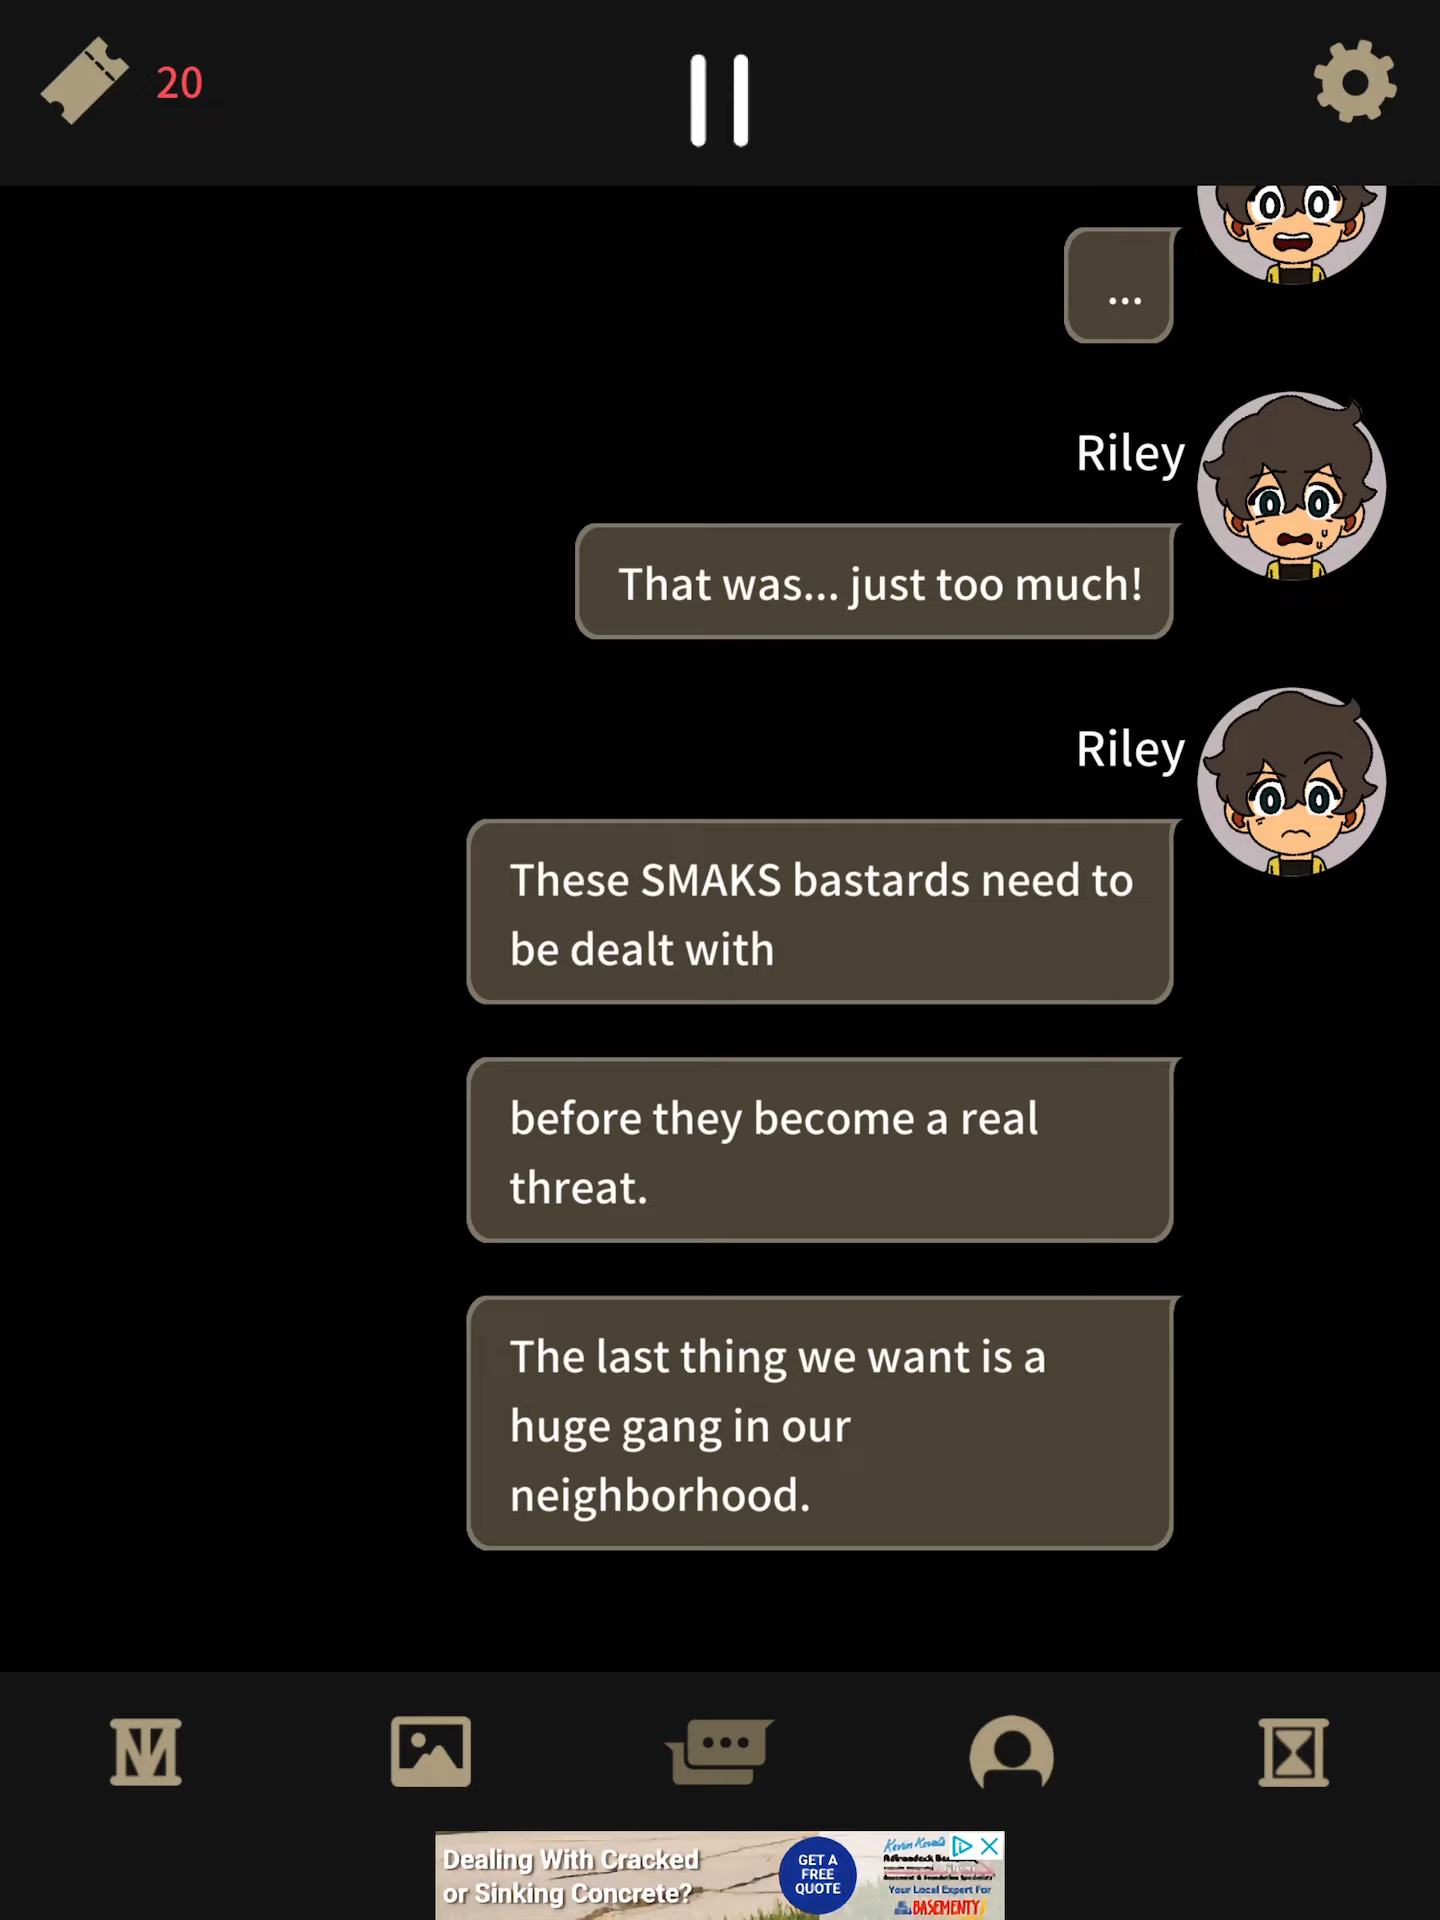 20
...
Riley
That was... just too much!
Riley
These SMAKS bastards need to
be dealt with
before they become a real
threat.
The last thing we want is a
huge gang in our
neighborhood.
Dealing With Cracked
or Sinking Concrete?
GET A
FREE
QUOTE
Your Local Expert For
BASEMENTY